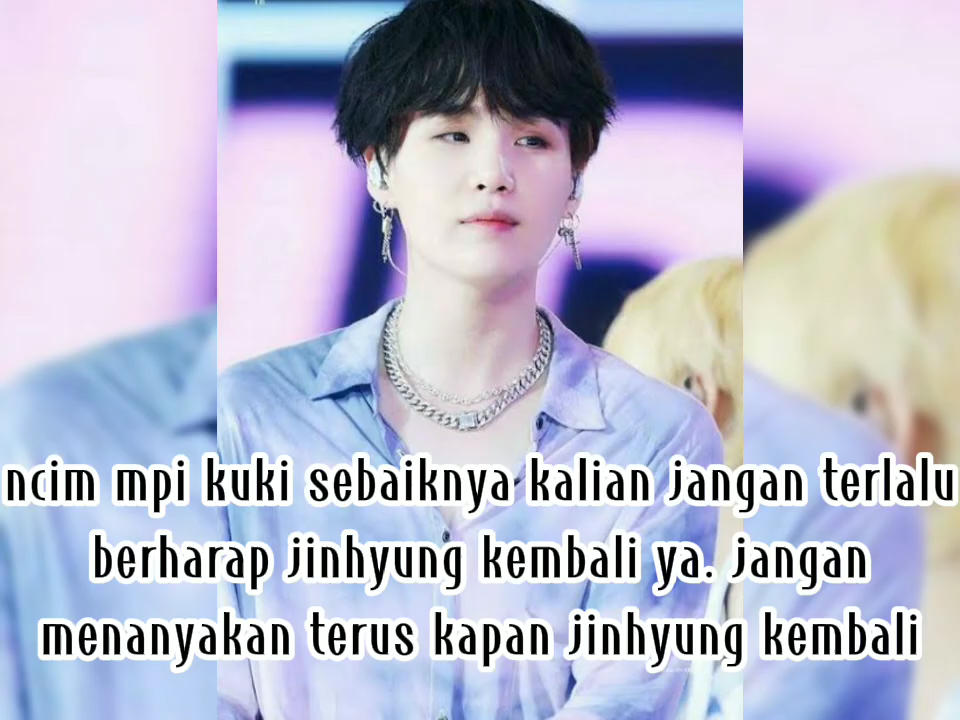 ncim mpi kuki sebaiknya kalian jangan terlalu
berharap jinhyung kembali ya. jangan
menanyakan terus kapan jinhyung kembali